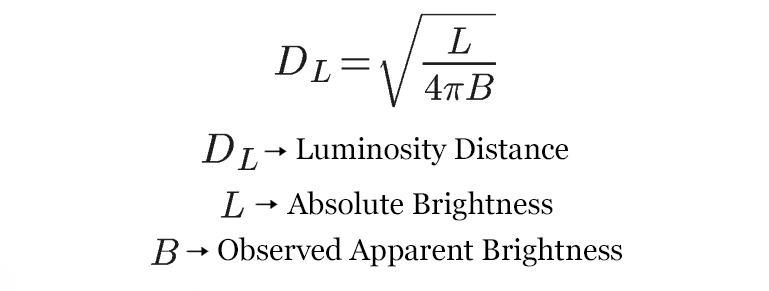 D_L = √(L / 4πB)
D_L → Luminosity Distance
L → Absolute Brightness
B → Observed Apparent Brightness